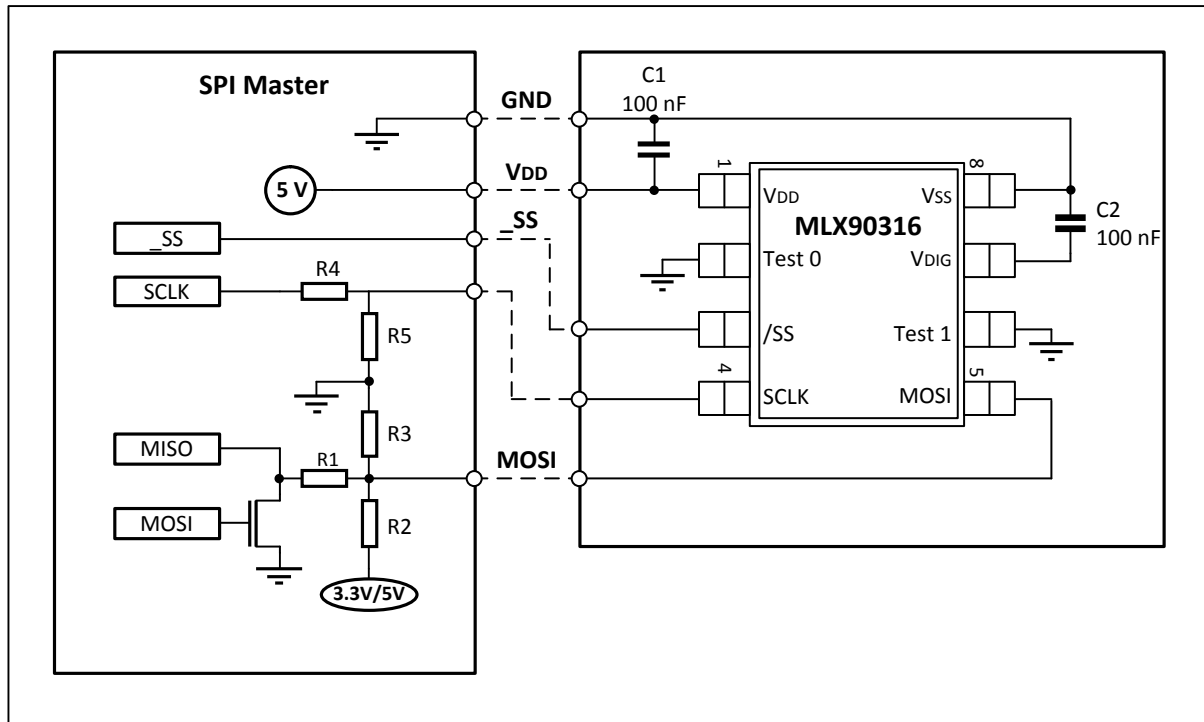 SPI Master
GND
VDD
_SS
5 V
_SS
SCLK
R4
R5
R3
MISO
R1
MOSI
MOSI
R2
3.3V/5V
C1
100 nF
1
8
VDD
VSS
MLX90316
C2
100 nF
Test 0
VDIG
/SS
Test 1
4
5
SCLK
MOSI